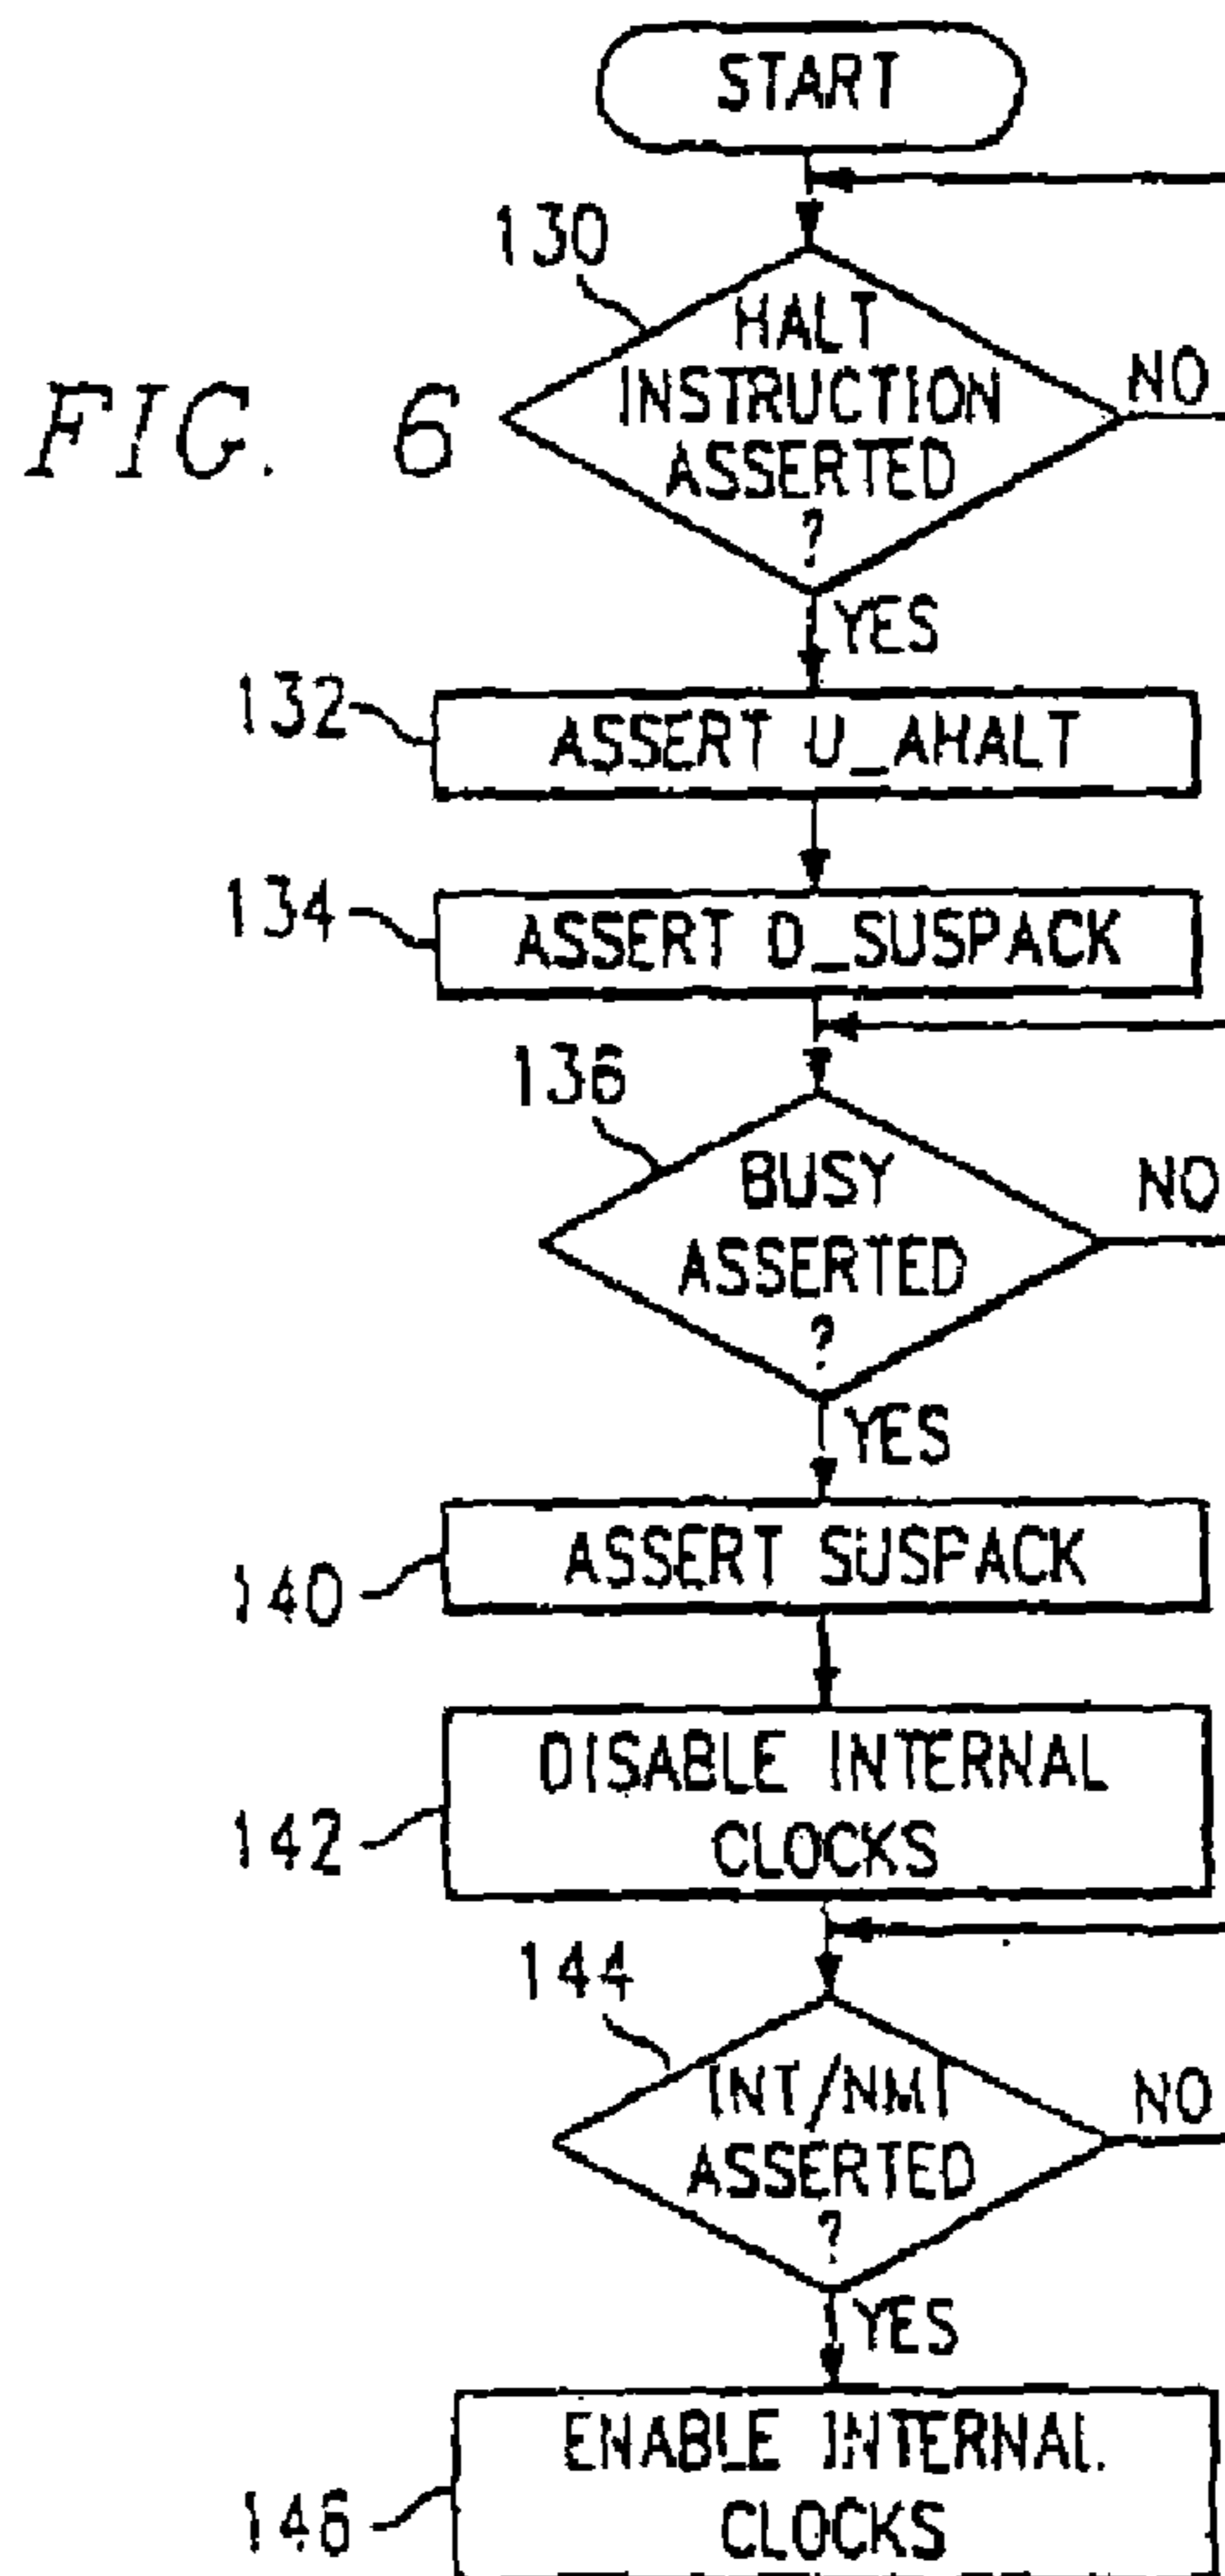 START
130
HALT
INSTRUCTION
ASSERTED
?
NO
FIG. 6
YES
132
ASSERT U_AHALT
134
ASSERT D_SUSPACK
136
BUSY
ASSERTED
?
NO
YES
140
ASSERT SUSPACK
142
DISABLE INTERNAL
CLOCKS
144
INT/NMI
ASSERTED
?
NO
YES
146
ENABLE INTERNAL
CLOCKS